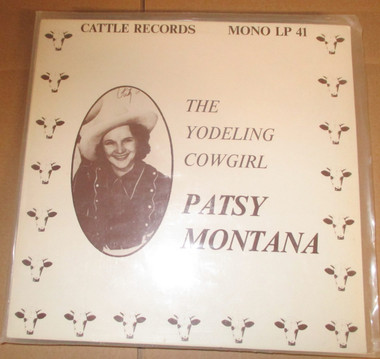 CATTLE RECORDS MONO LP 41
THE
YODELING
COWGIRL
PATSY
MONTANA